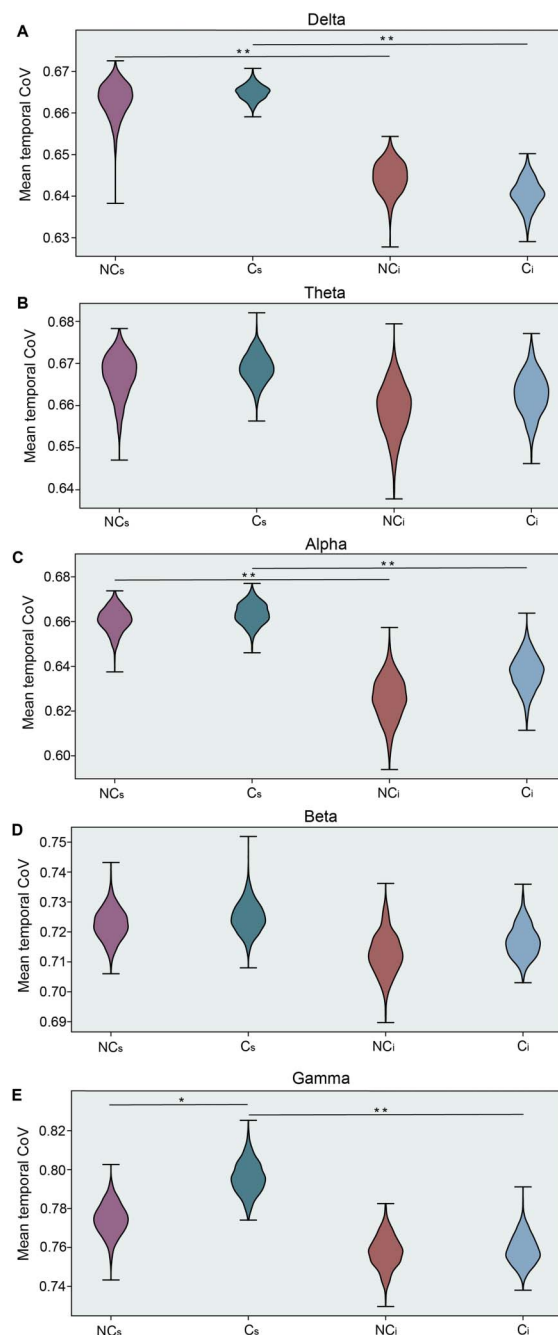 A
Delta
**
**
Mean temporal CoV
0.67
0.66
0.65
0.64
0.63
NCs
Cs
NCi
Ci
B
Theta
Mean temporal CoV
0.68
0.67
0.66
0.65
0.64
NCs
Cs
NCi
Ci
C
Alpha
**
**
Mean temporal CoV
0.68
0.66
0.64
0.62
0.60
NCs
Cs
NCi
Ci
D
Beta
Mean temporal CoV
0.75
0.74
0.73
0.72
0.71
0.70
0.69
NCs
Cs
NCi
Ci
E
Gamma
*
**
Mean temporal CoV
0.82
0.80
0.78
0.76
0.74
NCs
Cs
NCi
Ci